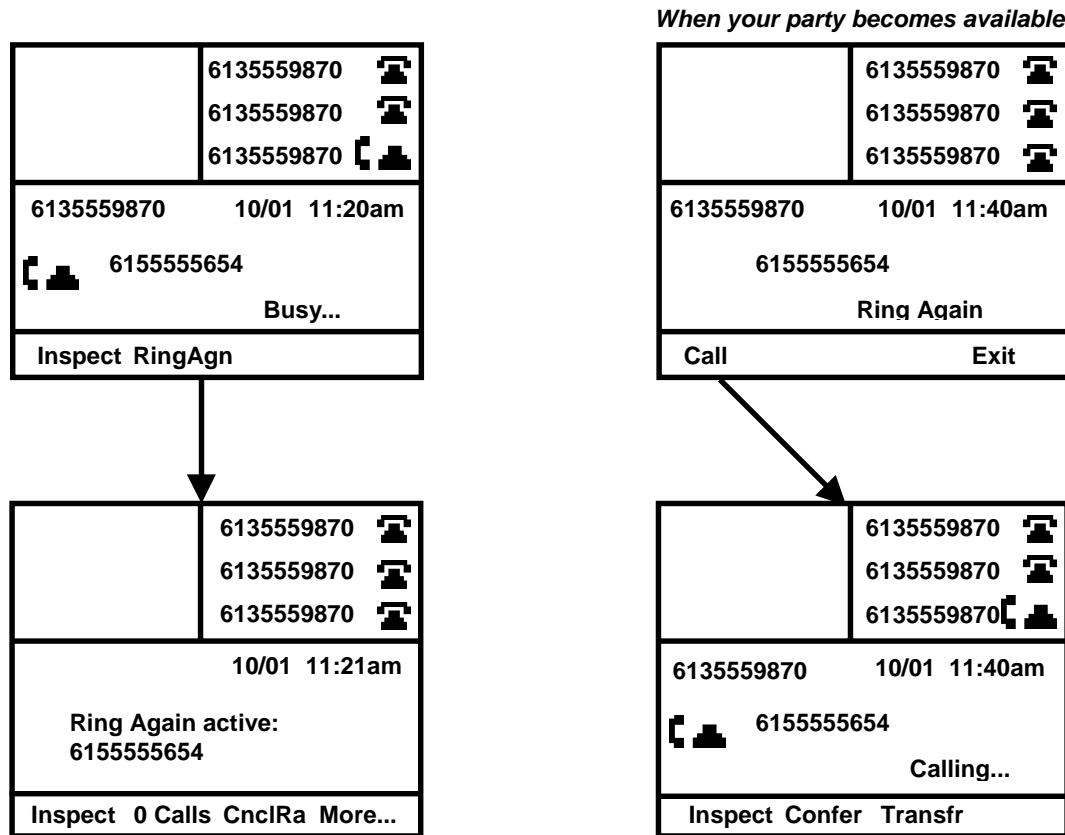 When your party becomes available
6135559870
6135559870
6135559870
6135559870 10/01 11:20am
6155555654
Busy...
Inspect RingAgn
6135559870
6135559870
6135559870
6135559870 10/01 11:40am
6155555654
Ring Again
Call Exit
6135559870
6135559870
6135559870
10/01 11:21am
Ring Again active:
6155555654
Inspect 0 Calls CnclRa More...
6135559870
6135559870
6135559870
6135559870 10/01 11:40am
6155555654
Calling...
Inspect Confer Transfr